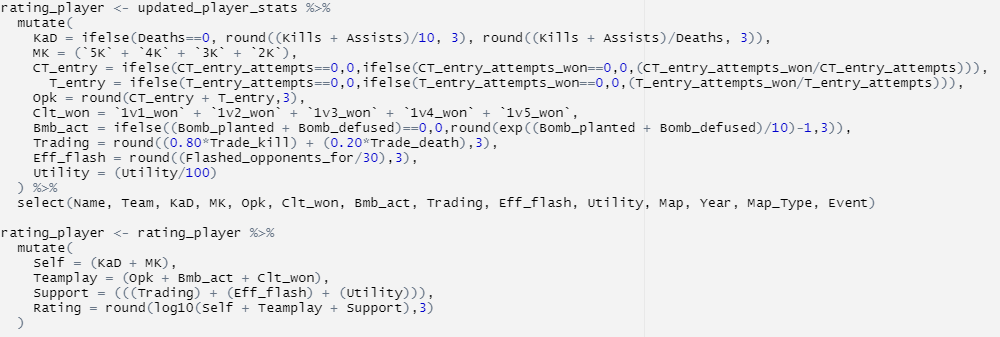 rating_player <- updated_player_stats %>%
  mutate(
    KaD = ifelse(Deaths==0, round((Kills + Assists)/10, 3), round((Kills + Assists)/Deaths, 3)),
    MK = (`5K` + `4K` + `3K` + `2K`),
    CT_entry = ifelse(CT_entry_attempts==0,0,ifelse(CT_entry_attempts_won==0,0,(CT_entry_attempts_won/CT_entry_attempts))),
      T_entry = ifelse(T_entry_attempts==0,0,ifelse(T_entry_attempts_won==0,0,(T_entry_attempts_won/T_entry_attempts))),
    Opk = round(CT_entry + T_entry,3),
    Clt_won = `1v1_won` + `1v2_won` + `1v3_won` + `1v4_won` + `1v5_won`,
    Bmb_act = ifelse((Bomb_planted + Bomb_defused)==0,0,round(exp((Bomb_planted + Bomb_defused)/10)-1,3)),
    Trading = round((0.80*Trade_kill) + (0.20*Trade_death),3),
    Eff_flash = round((Flashed_opponents_for/30),3),
    Utility = (Utility/100)
  ) %>%
  select(Name, Team, KaD, MK, Opk, Clt_won, Bmb_act, Trading, Eff_flash, Utility, Map, Year, Map_Type, Event)
rating_player <- rating_player %>%
  mutate(
    Self = (KaD + MK),
    Teamplay = (Opk + Bmb_act + Clt_won),
    Support = (((Trading) + (Eff_flash) + (Utility))),
    Rating = round(log10(Self + Teamplay + Support),3)
  )